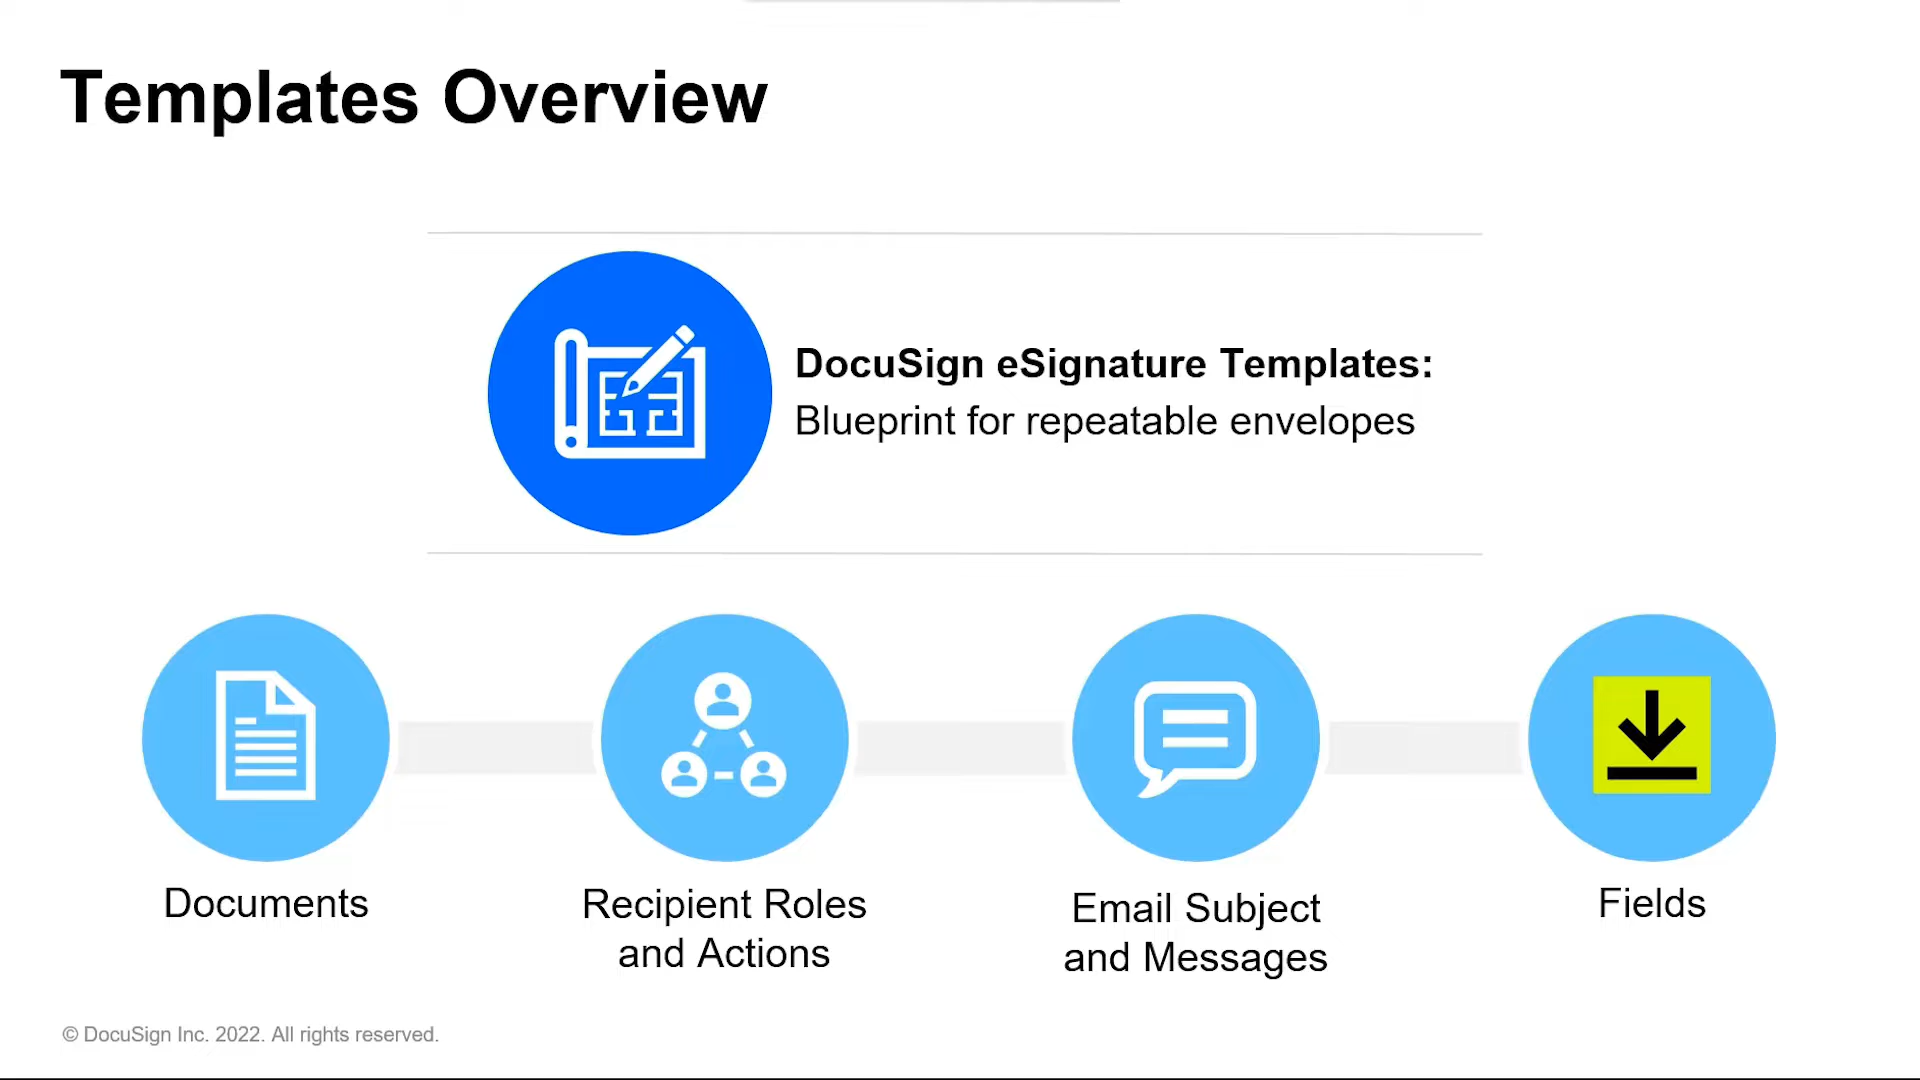 Templates Overview
DocuSign eSignature Templates:
Blueprint for repeatable envelopes
Documents
Recipient Roles
and Actions
Email Subject
and Messages
Fields
© DocuSign Inc. 2022. All rights reserved.